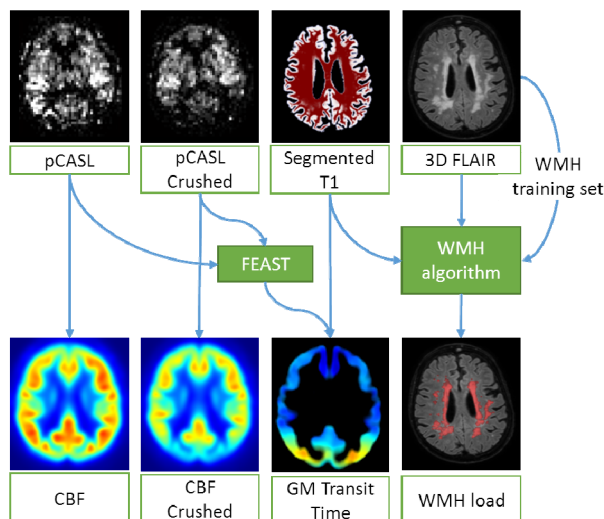 pCASL
pCASL
Crushed
Segmented
T1
3D FLAIR
WMH
training set
FEAST
WMH
algorithm
CBF
CBF
Crushed
GM Transit
Time
WMH load